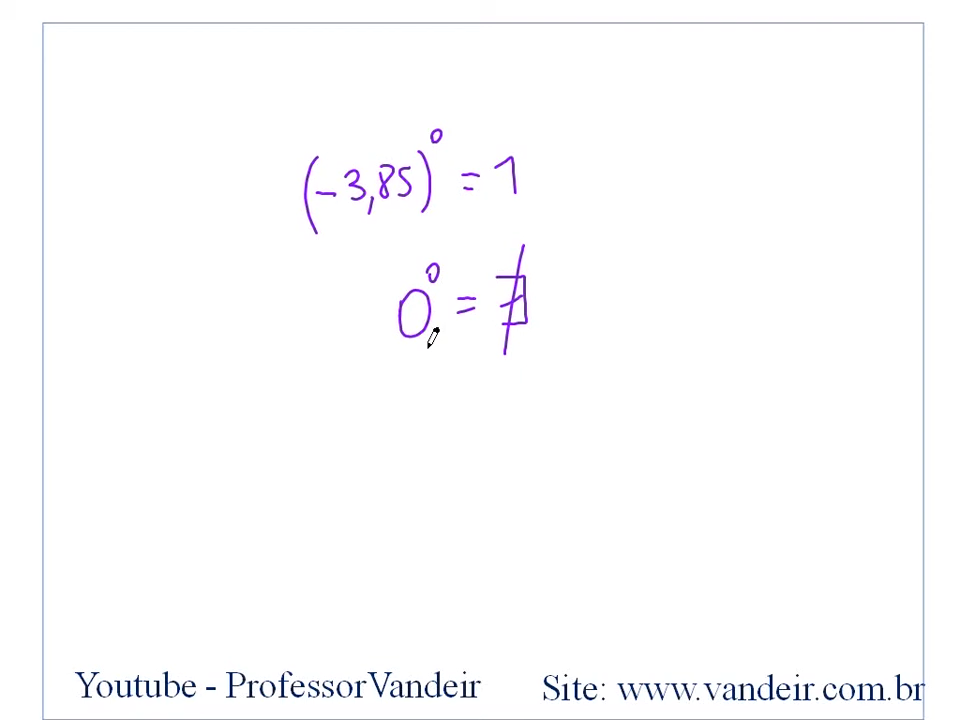 (-3,85)⁰ = 1
0⁰ = ∄
Youtube - ProfessorVandeir
Site: www.vandeir.com.br